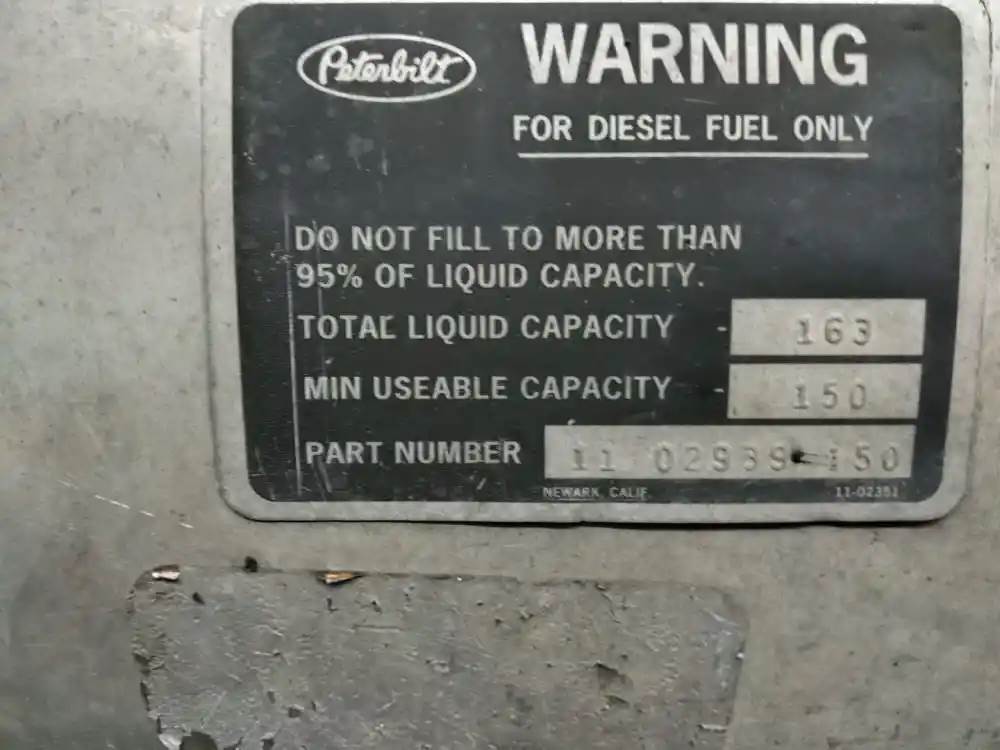 Peterbilt WARNING
FOR DIESEL FUEL ONLY
DO NOT FILL TO MORE THAN
95% OF LIQUID CAPACITY.
TOTAL LIQUID CAPACITY - 163
MIN USEABLE CAPACITY - 150
PART NUMBER 11 02939-150
NEWARK, CALIF. 11-02351